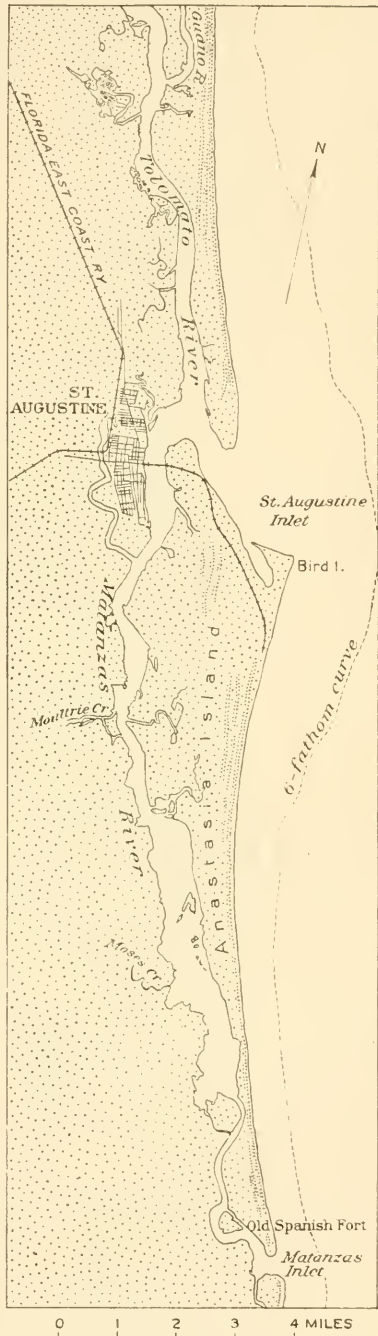 Guano R.
Tolomato
River
FLORIDA EAST COAST RY
N
ST.
AUGUSTINE
St. Augustine
Inlet
Bird I.
Matanzas
River
Moultrie Cr.
Anastasia Island
6-fathom curve
Moses Cr.
Old Spanish Fort
Matanzas
Inlet
0 1 2 3 4 MILES